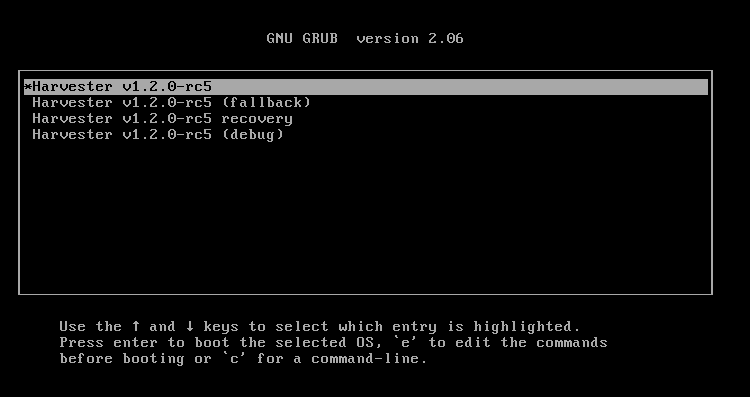 GNU GRUB  version 2.06
*Harvester v1.2.0-rc5
Harvester v1.2.0-rc5 (fallback)
Harvester v1.2.0-rc5 recovery
Harvester v1.2.0-rc5 (debug)
Use the ↑ and ↓ keys to select which entry is highlighted.
Press enter to boot the selected OS, `e' to edit the commands
before booting or `c' for a command-line.